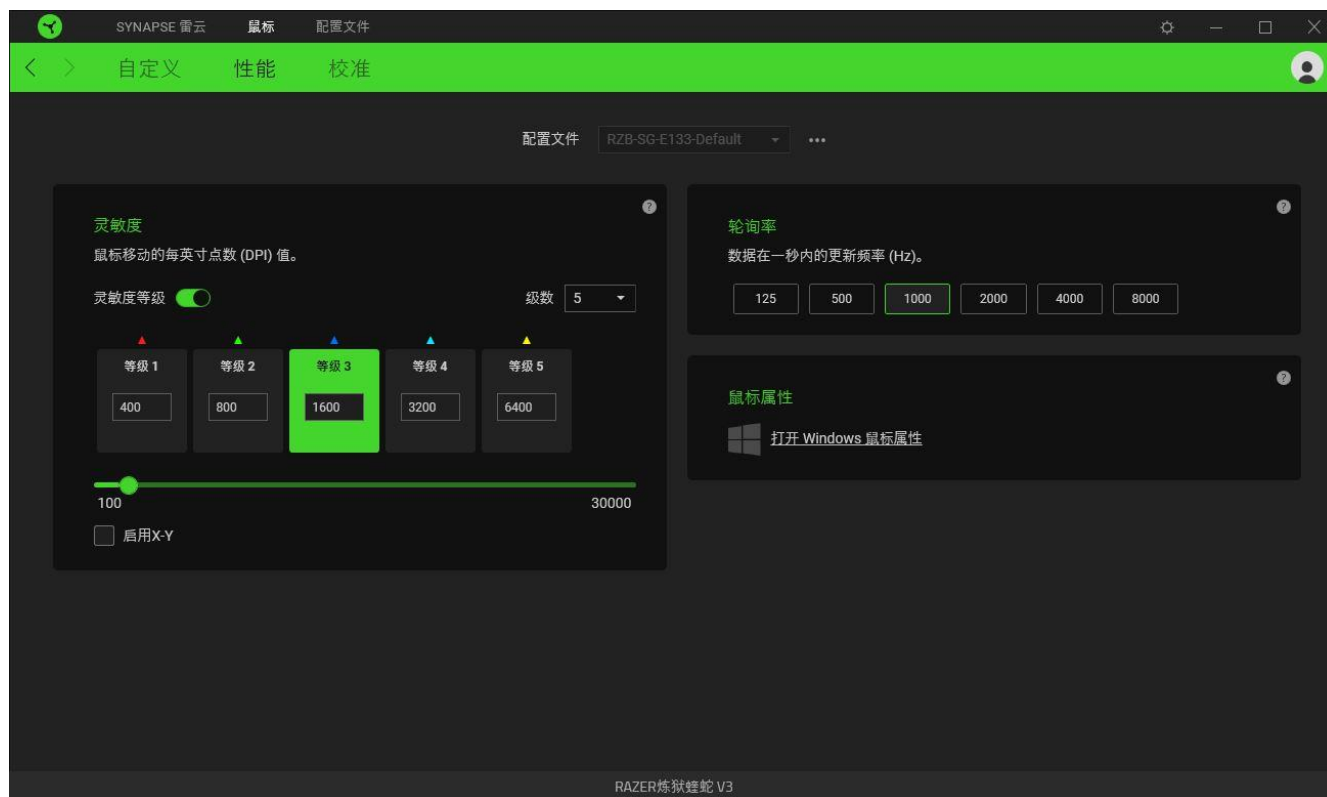 SYNAPSE 雷云 鼠标 配置文件
自定义 性能 校准
配置文件 RZB-SG-E133-Default
灵敏度
鼠标移动的每英寸点数 (DPI) 值。
灵敏度等级 级数 5
等级 1 等级 2 等级 3 等级 4 等级 5
400 800 1600 3200 6400
100 30000
启用X-Y
轮询率
数据在一秒内的更新频率 (Hz)。
125 500 1000 2000 4000 8000
鼠标属性
打开 Windows 鼠标属性
RAZER炼狱蝰蛇 V3